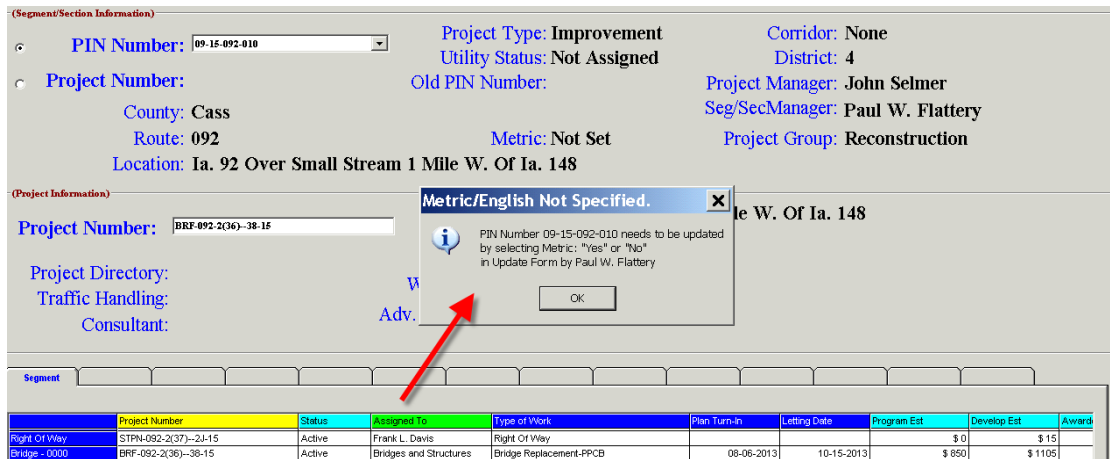 (Segment/Section Information)
PIN Number: 09-15-092-010 Project Type: Improvement Corridor: None
Utility Status: Not Assigned District: 4
Project Number: Old PIN Number: Project Manager: John Selmer
County: Cass Seg/SecManager: Paul W. Flattery
Route: 092 Metric: Not Set Project Group: Reconstruction
Location: Ia. 92 Over Small Stream 1 Mile W. Of Ia. 148
(Project Information)
Metric/English Not Specified.
Project Number: BRF-092-2(36)--38-15 W. Of Ia. 148
PIN Number 09-15-092-010 needs to be updated
by selecting Metric: "Yes" or "No"
in Update Form by Paul W. Flattery
OK
Project Directory:
Traffic Handling:
Consultant: Adv.
Segment
Project Number Status Assigned To Type of Work Plan Turn-In Letting Date Program Est Develop Est Award
Right Of Way STPN-092-2(37)--2J-15 Active Frank L. Davis Right Of Way $ 0 $ 15
Bridge - 0000 BRF-092-2(36)--38-15 Active Bridges and Structures Bridge Replacement-PPCB 08-06-2013 10-15-2013 $ 850 $ 1105